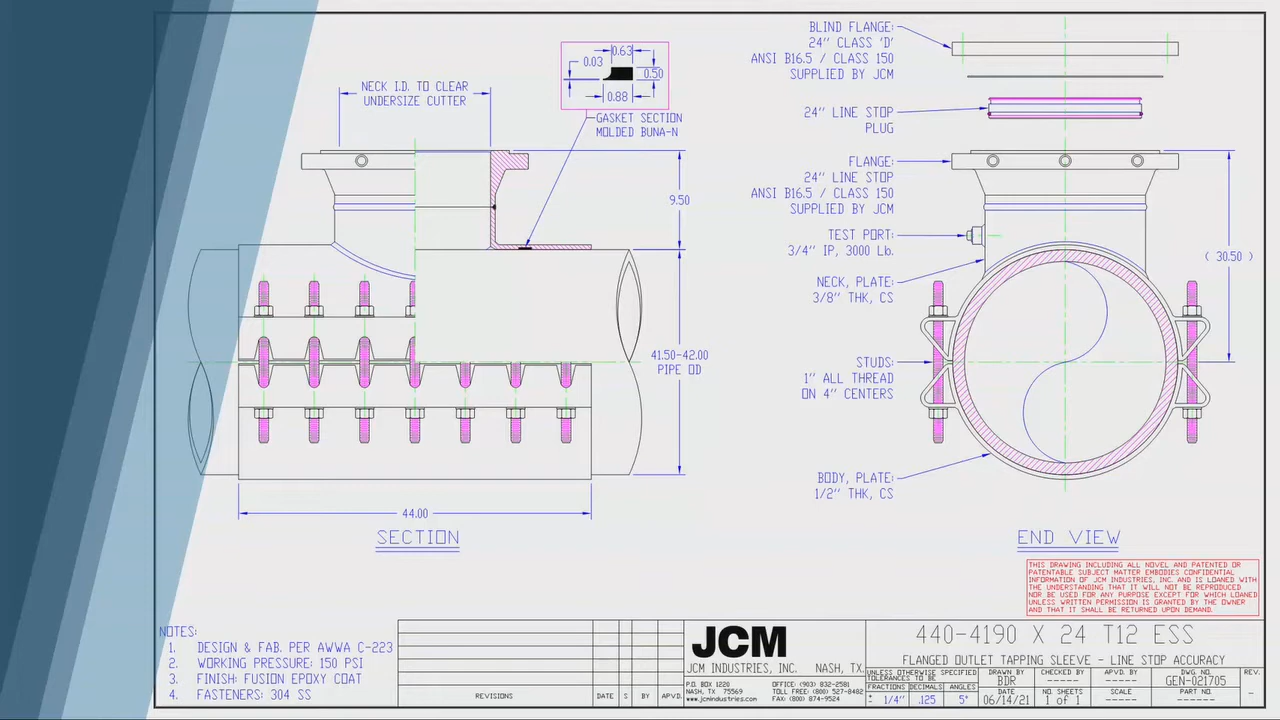 NECK I.D. TO CLEAR
UNDERSIZE CUTTER
0.63
0.03
0.50
0.88
GASKET SECTION
MOLDED BUNA-N
9.50
41.50-42.00
PIPE OD
44.00
SECTION
BLIND FLANGE:
24" CLASS 'D'
ANSI B16.5 / CLASS 150
SUPPLIED BY JCM
24" LINE STOP
PLUG
FLANGE:
24" LINE STOP
ANSI B16.5 / CLASS 150
SUPPLIED BY JCM
TEST PORT:
3/4" IP, 3000 Lb.
NECK, PLATE:
3/8" THK, CS
STUDS:
1" ALL THREAD
ON 4" CENTERS
BODY, PLATE:
1/2" THK, CS
( 30.50 )
END VIEW
THIS DRAWING INCLUDING ALL NOVEL AND PATENTED OR
PATENTABLE SUBJECT MATTER EMBODIES CONFIDENTIAL
INFORMATION OF JCM INDUSTRIES, INC. AND IS LOANED WITH
THE UNDERSTANDING THAT IT WILL NOT BE REPRODUCED
NOR BE USED FOR ANY PURPOSE EXCEPT FOR WHICH LOANED
UNLESS WRITTEN PERMISSION IS GRANTED BY THE OWNER
AND THAT IT SHALL BE RETURNED UPON DEMAND.
NOTES:
1. DESIGN & FAB. PER AWWA C-223
2. WORKING PRESSURE: 150 PSI
3. FINISH: FUSION EPOXY COAT
4. FASTENERS: 304 SS
REVISIONS DATE S BY AP.VD.
JCM
JCM INDUSTRIES, INC. NASH, TX.
P.O. BOX 1220 OFFICE: (903) 832-2581
NASH, TX 75569 TOLL FREE: (800) 527-8482
www.jcmindustries.com FAX: (800) 874-9524
440-4190 X 24 T12 ESS
FLANGED OUTLET TAPPING SLEEVE - LINE STOP ACCURACY
UNLESS OTHERWISE SPECIFIED
TOLERANCES TO BE
FRACTIONS DECIMALS ANGLES
± 1/4" .125 5°
DRAWN BY CHECKED BY AP.VD. BY DWG. NO. REV.
BDR ----- ----- GEN-021705 -
DATE NO. SHEETS SCALE PART NO.
06/14/21 1 of 1 ----- ------